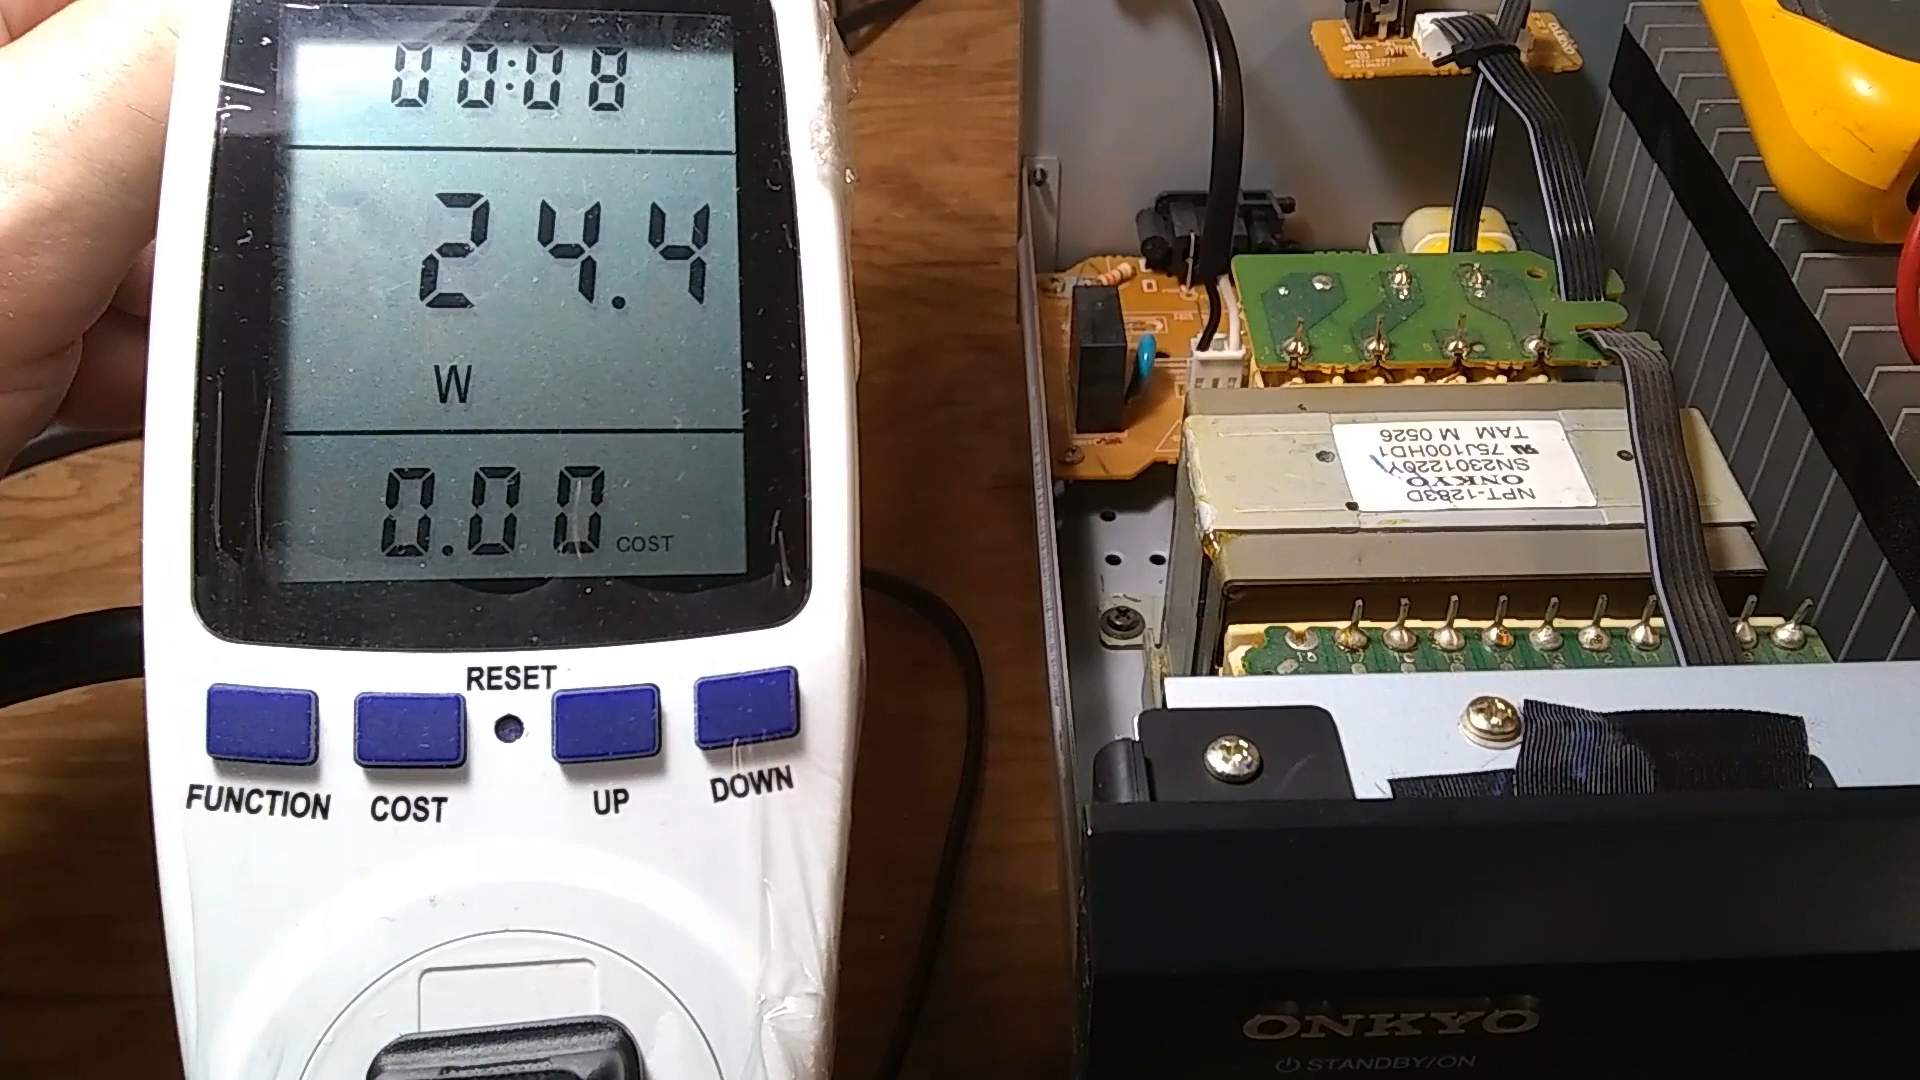 00:08
24.4
W
0.00 COST
RESET
FUNCTION
COST
UP
DOWN
NPT-1283D
ONKYO
SN2301220Y
75J100HD1
TAM M 0526
ONKYO
STANDBY/ON